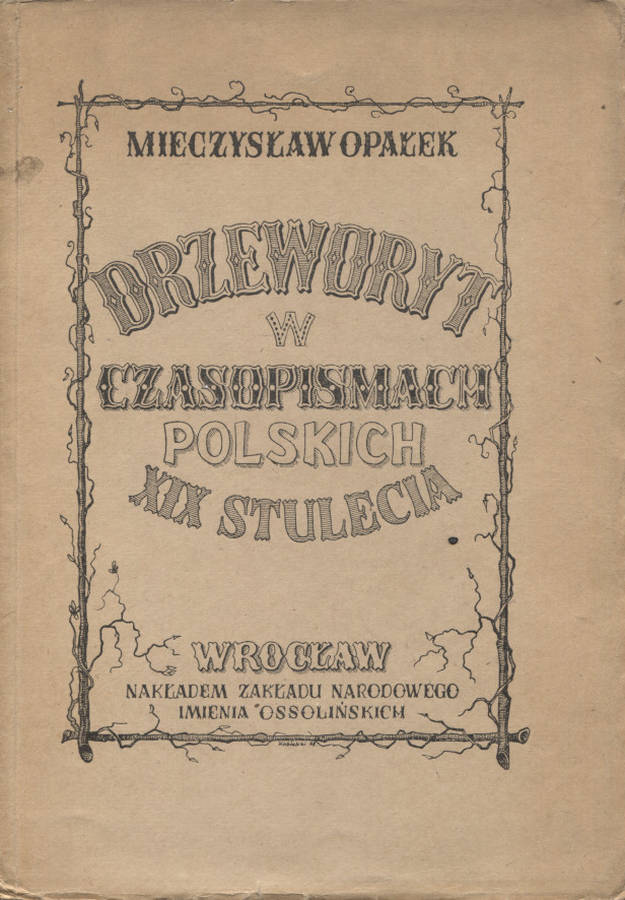 MIECZYSŁAW OPAŁEK
DRZEWORYT
W
CZASOPISMACH
POLSKICH
XIX STULECIA
WROCŁAW
NAKŁADEM ZAKŁADU NARODOWEGO
IMIENIA OSSOLIŃSKICH